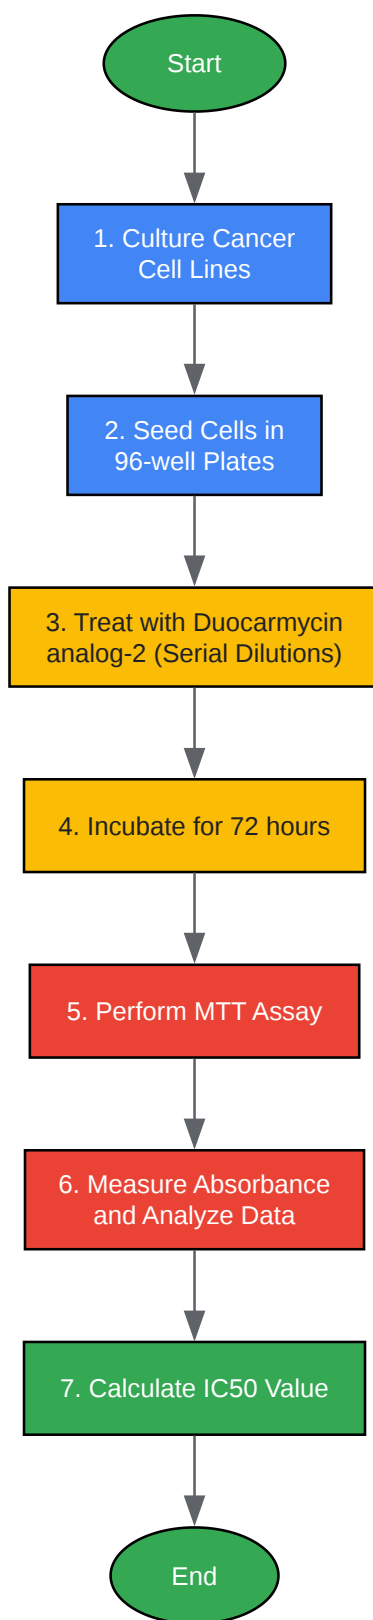 Start
1. Culture Cancer
Cell Lines
2. Seed Cells in
96-well Plates
3. Treat with Duocarmycin
analog-2 (Serial Dilutions)
4. Incubate for 72 hours
5. Perform MTT Assay
6. Measure Absorbance
and Analyze Data
7. Calculate IC50 Value
End